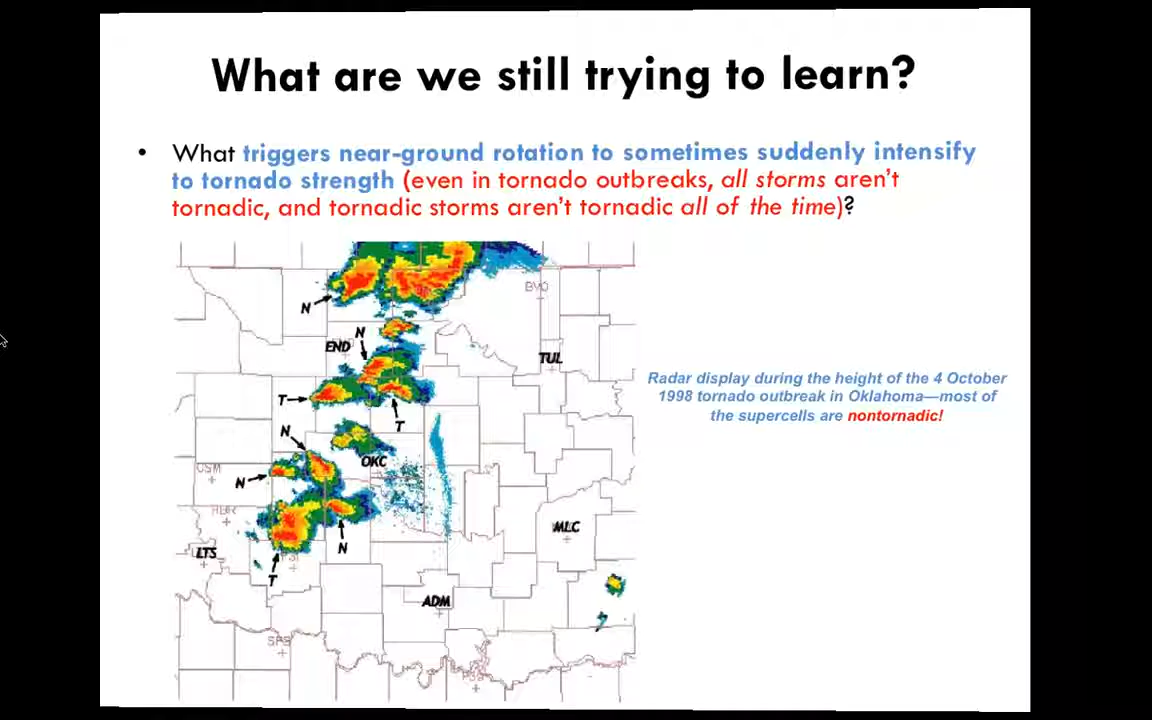 What are we still trying to learn?
• What triggers near-ground rotation to sometimes suddenly intensify
to tornado strength (even in tornado outbreaks, all storms aren't
tornadic, and tornadic storms aren't tornadic all of the time)?
BVO
N
N
END
TUL
Radar display during the height of the 4 October
1998 tornado outbreak in Oklahoma—most of
the supercells are nontornadic!
T
T
N
OKC
CSM
N
N
MLC
LTS
T
ADM
SPS